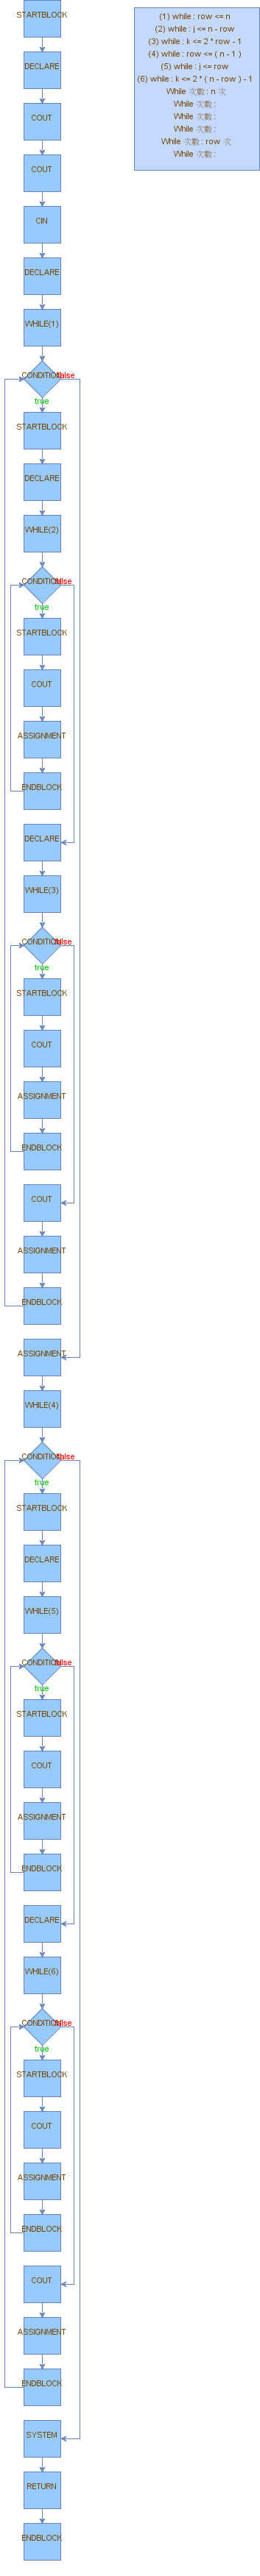 STARTBLOCK
DECLARE
COUT
COUT
CIN
DECLARE
WHILE(1)
CONDITION false
true
STARTBLOCK
DECLARE
WHILE(2)
CONDITION false
true
STARTBLOCK
COUT
ASSIGNMENT
ENDBLOCK
DECLARE
WHILE(3)
CONDITION false
true
STARTBLOCK
COUT
ASSIGNMENT
ENDBLOCK
COUT
ASSIGNMENT
ENDBLOCK
ASSIGNMENT
WHILE(4)
CONDITION false
true
STARTBLOCK
DECLARE
WHILE(5)
CONDITION false
true
STARTBLOCK
COUT
ASSIGNMENT
ENDBLOCK
DECLARE
WHILE(6)
CONDITION false
true
STARTBLOCK
COUT
ASSIGNMENT
ENDBLOCK
COUT
ASSIGNMENT
ENDBLOCK
SYSTEM
RETURN
ENDBLOCK
(1) while : row <= n
(2) while : j <= n - row
(3) while : k <= 2 * row - 1
(4) while : row <= ( n - 1 )
(5) while : j <= row
(6) while : k <= 2 * ( n - row ) - 1
While 次數 : n 次
While 次數 :
While 次數 :
While 次數 :
While 次數 : row 次
While 次數 :